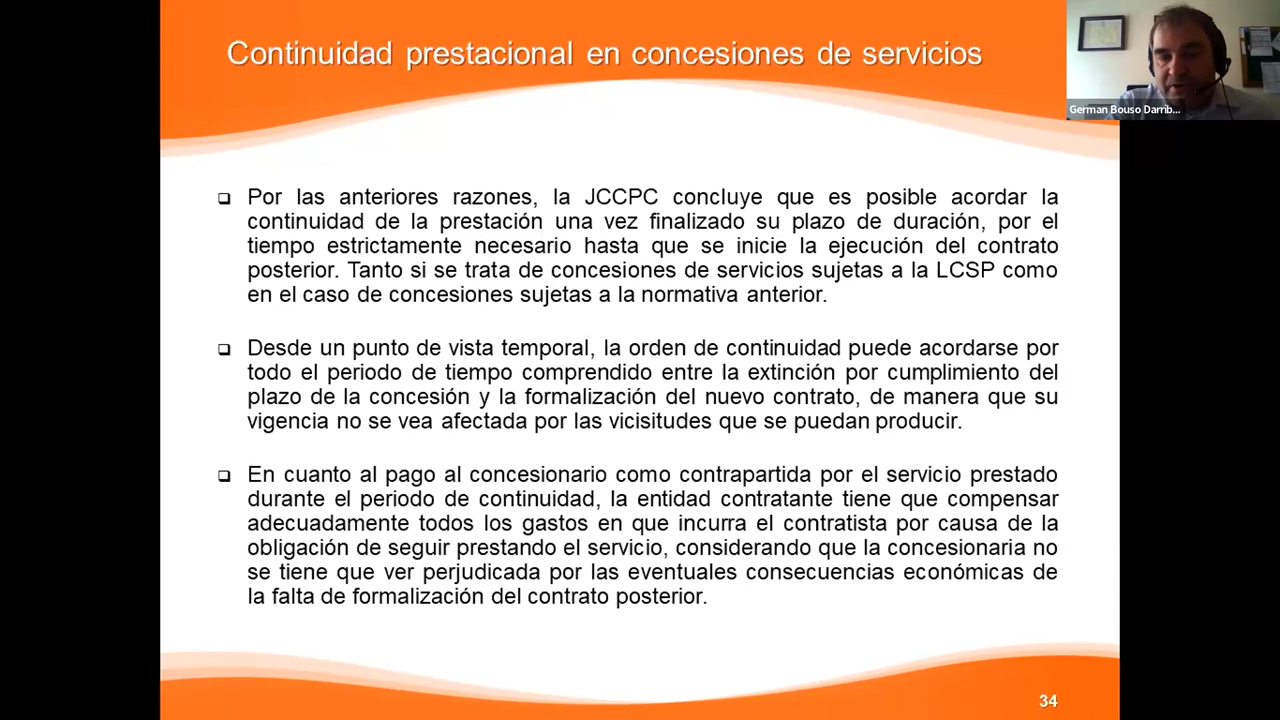 Continuidad prestacional en concesiones de servicios
German Bouso Darrib...
❑ Por las anteriores razones, la JCCPC concluye que es posible acordar la
continuidad de la prestación una vez finalizado su plazo de duración, por el
tiempo estrictamente necesario hasta que se inicie la ejecución del contrato
posterior. Tanto si se trata de concesiones de servicios sujetas a la LCSP como
en el caso de concesiones sujetas a la normativa anterior.
❑ Desde un punto de vista temporal, la orden de continuidad puede acordarse por
todo el periodo de tiempo comprendido entre la extinción por cumplimiento del
plazo de la concesión y la formalización del nuevo contrato, de manera que su
vigencia no se vea afectada por las vicisitudes que se puedan producir.
❑ En cuanto al pago al concesionario como contrapartida por el servicio prestado
durante el periodo de continuidad, la entidad contratante tiene que compensar
adecuadamente todos los gastos en que incurra el contratista por causa de la
obligación de seguir prestando el servicio, considerando que la concesionaria no
se tiene que ver perjudicada por las eventuales consecuencias económicas de
la falta de formalización del contrato posterior.
34